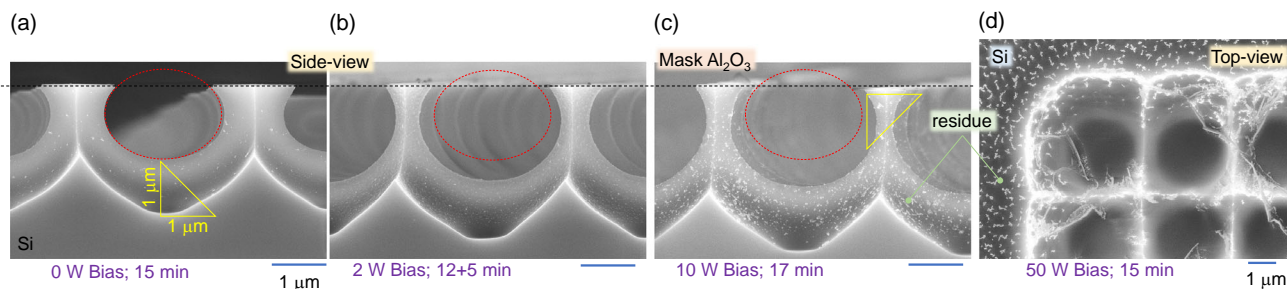 (a)
(b)
(c)
(d)
Side-view
Mask Al₂O₃
Si
Top-view
residue
1 μm
1 μm
Si
0 W Bias; 15 min
1 μm
2 W Bias; 12+5 min
10 W Bias; 17 min
50 W Bias; 15 min
1 μm